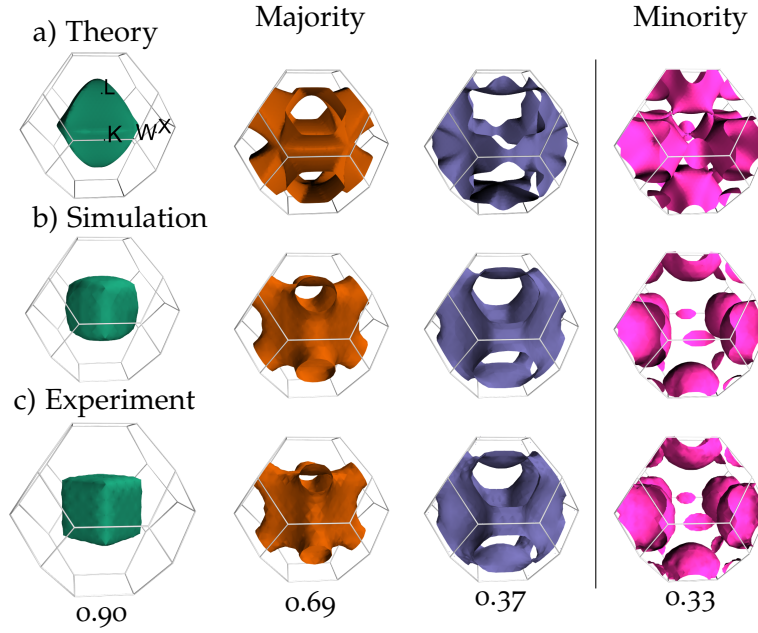 Majority
Minority
a) Theory
L
K
W
X
b) Simulation
c) Experiment
0.90
0.69
0.37
0.33